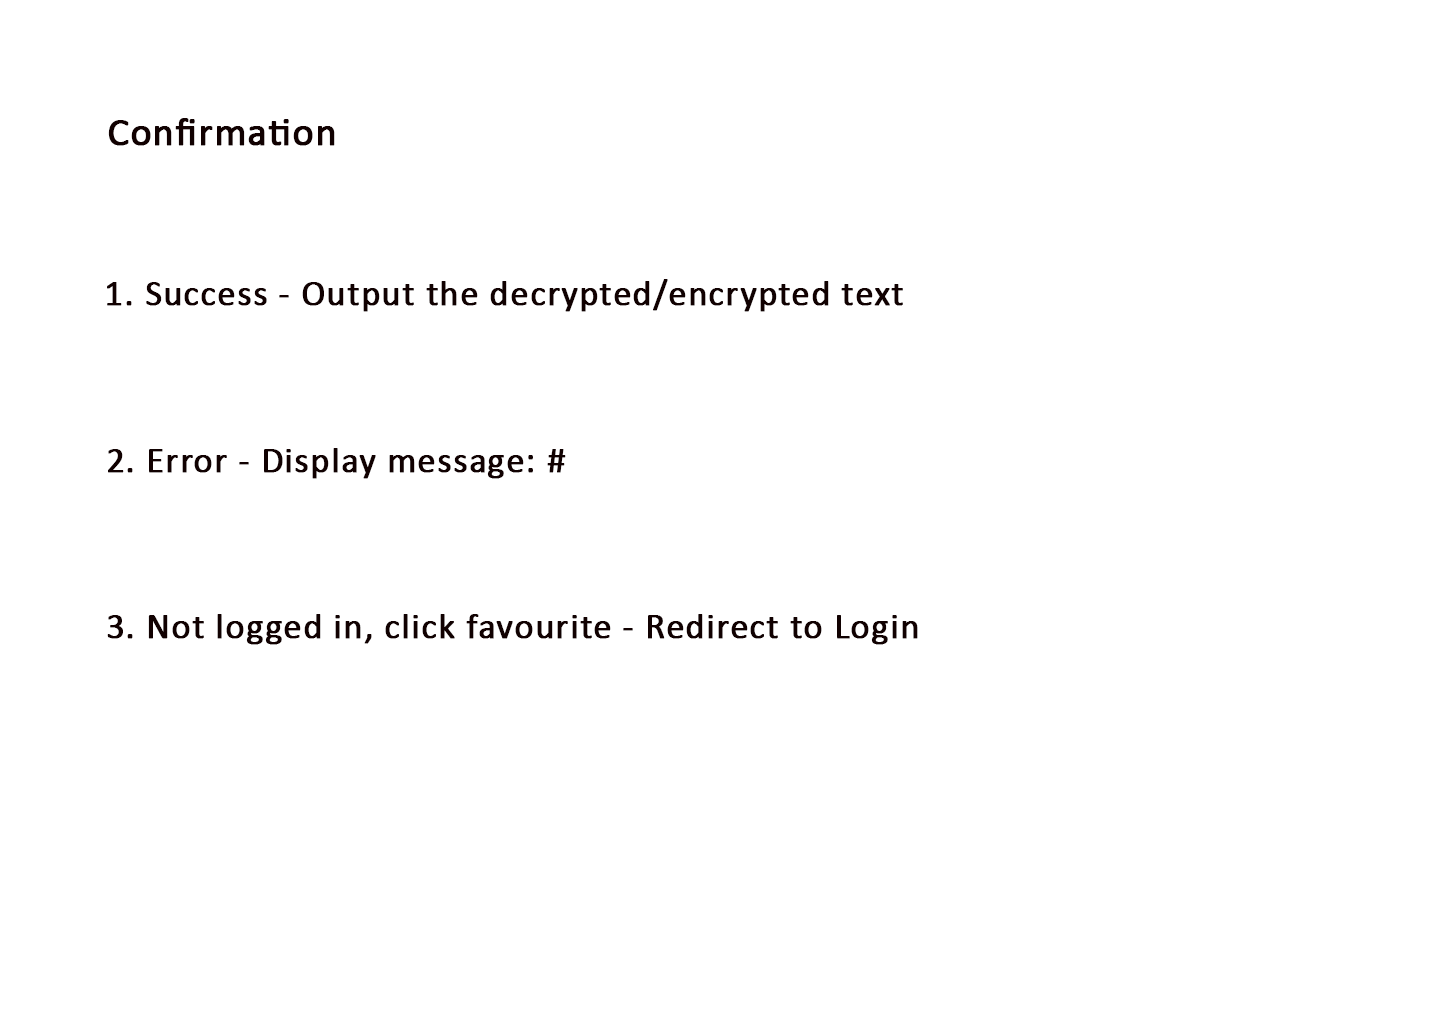 Confirmation
1. Success - Output the decrypted/encrypted text
2. Error - Display message: #
3. Not logged in, click favourite - Redirect to Login